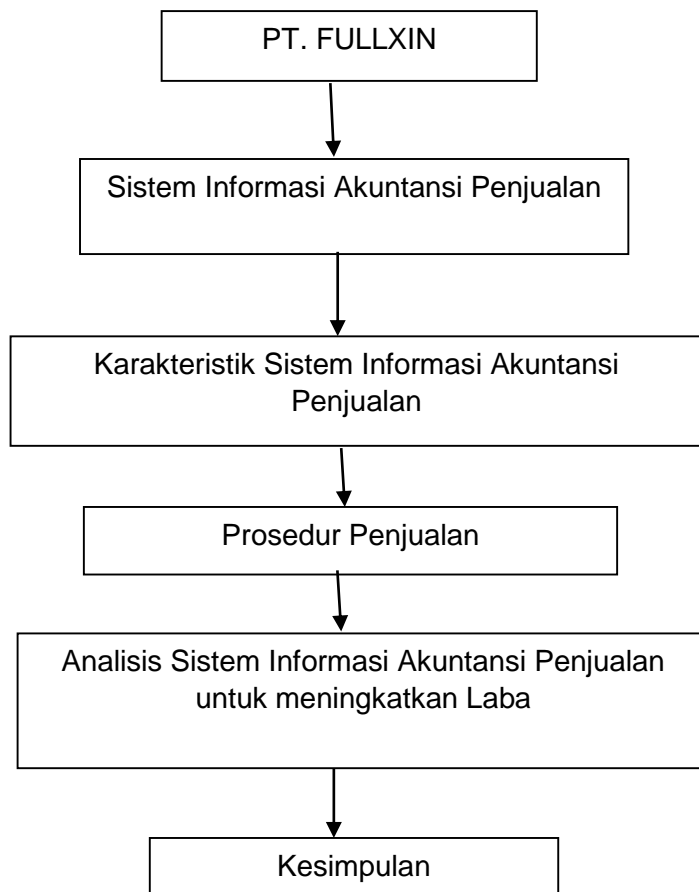 PT. FULLXIN
Sistem Informasi Akuntansi Penjualan
Karakteristik Sistem Informasi Akuntansi
Penjualan
Prosedur Penjualan
Analisis Sistem Informasi Akuntansi Penjualan
untuk meningkatkan Laba
Kesimpulan